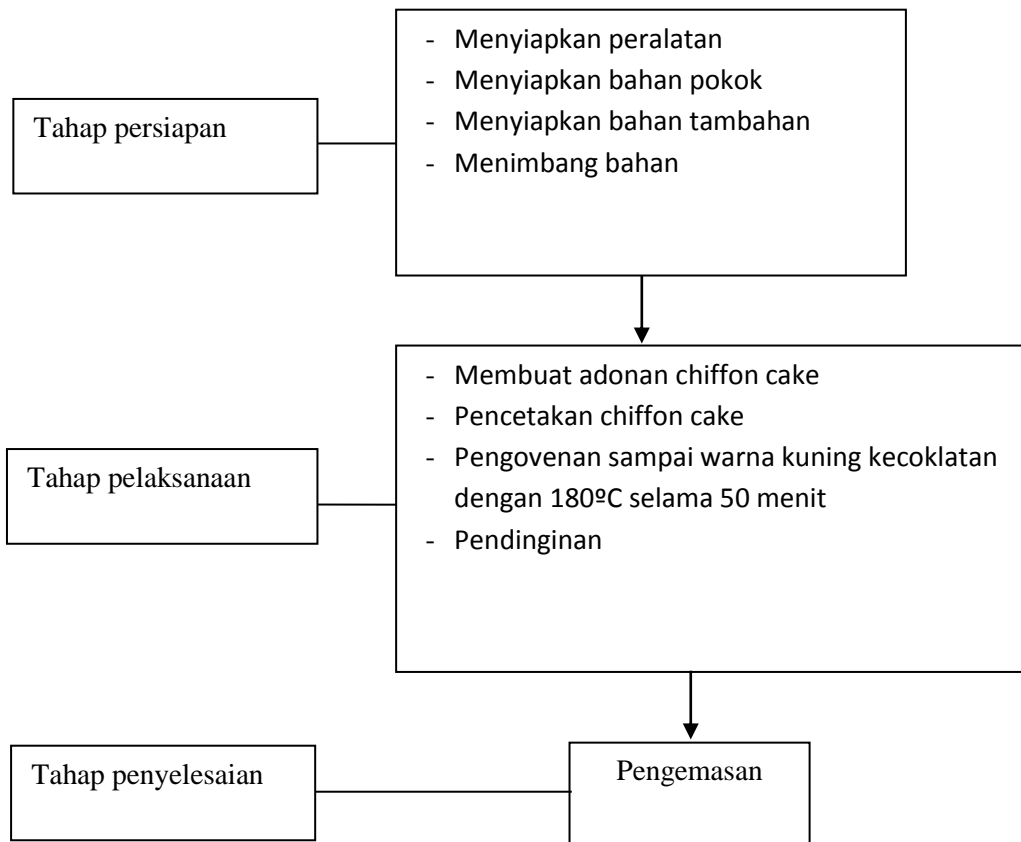 Tahap persiapan
- Menyiapkan peralatan
- Menyiapkan bahan pokok
- Menyiapkan bahan tambahan
- Menimbang bahan
Tahap pelaksanaan
- Membuat adonan chiffon cake
- Pencetakan chiffon cake
- Pengovenan sampai warna kuning kecoklatan
dengan 180ºC selama 50 menit
- Pendinginan
Tahap penyelesaian
Pengemasan